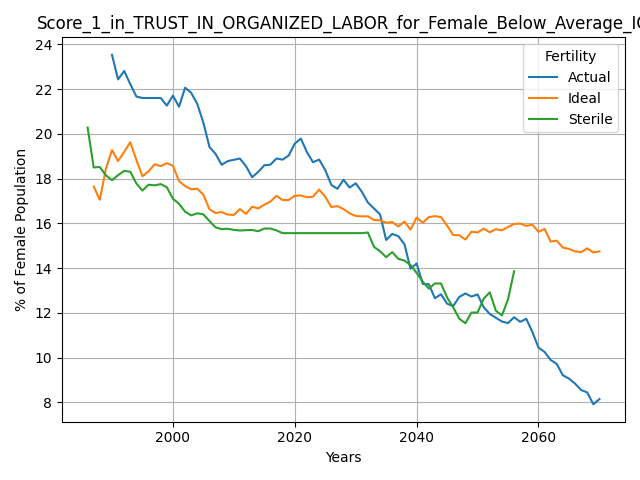 Score_1_in_TRUST_IN_ORGANIZED_LABOR_for_Female_Below_Average_IQ
Fertility
Actual
Ideal
Sterile
% of Female Population
24
22
20
18
16
14
12
10
8
2000
2020
2040
2060
Years